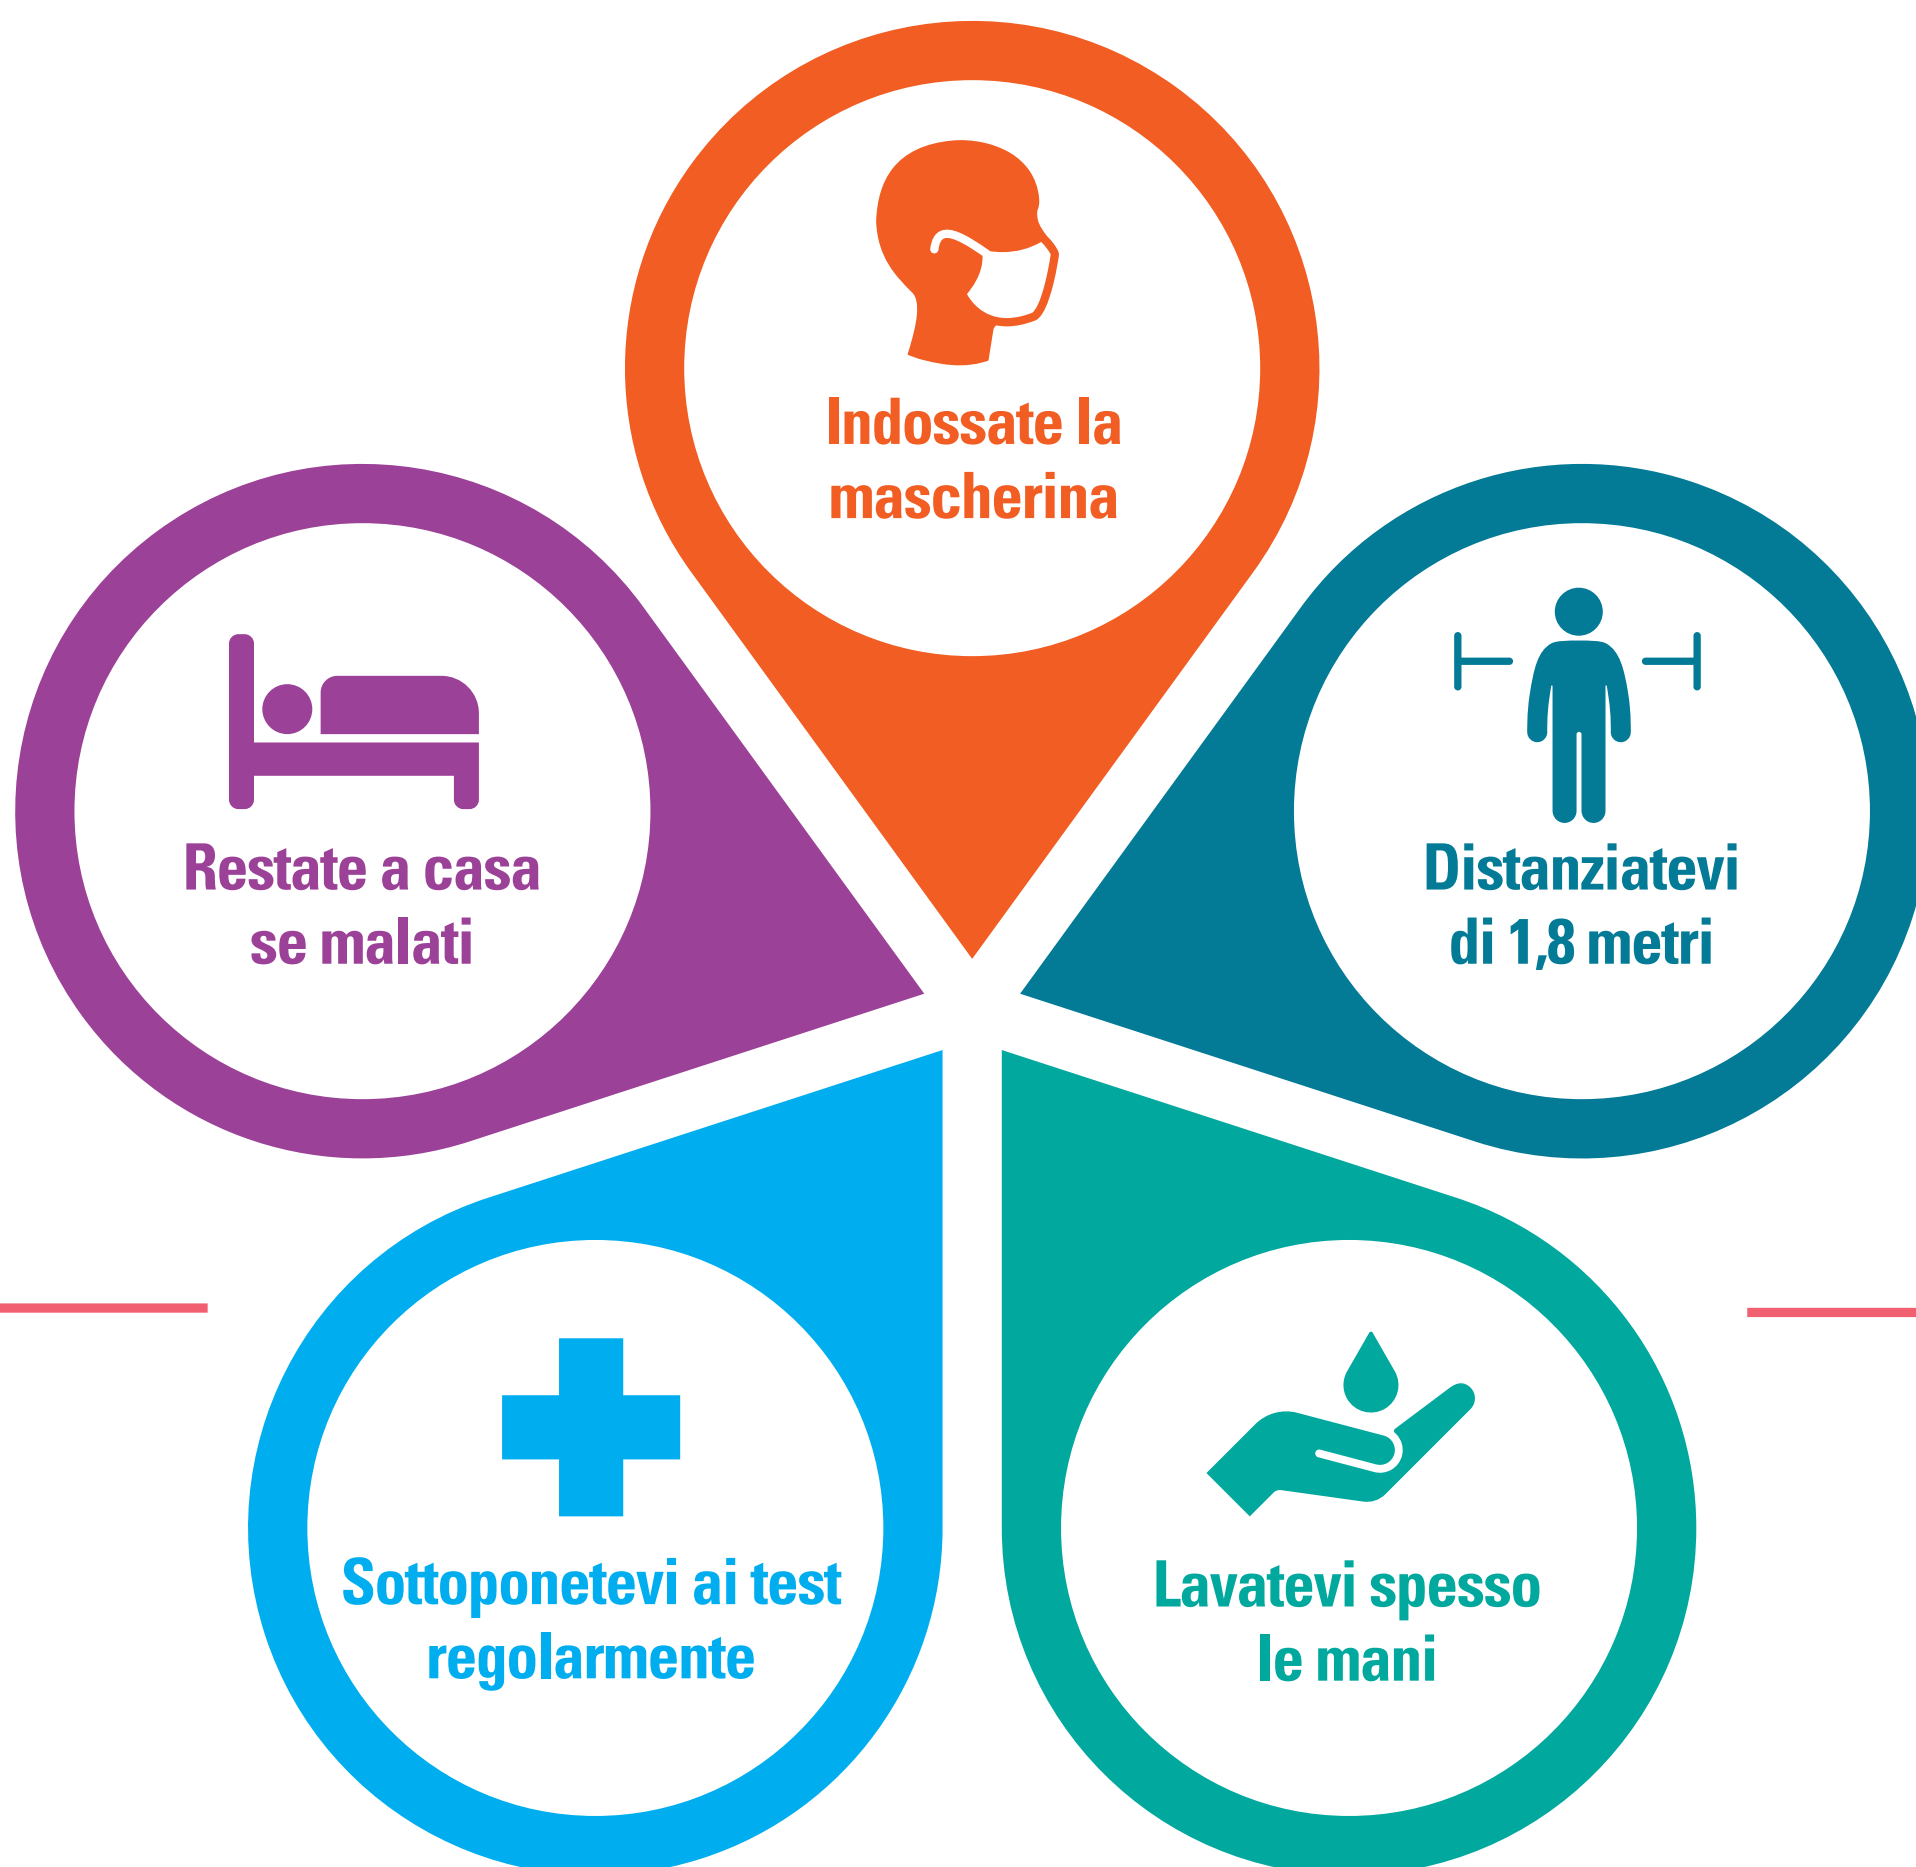 Indossate la
mascherina
Restate a casa
se malati
Distanziatevi
di 1,8 metri
Sottoponetevi ai test
regolarmente
Lavatevi spesso
le mani